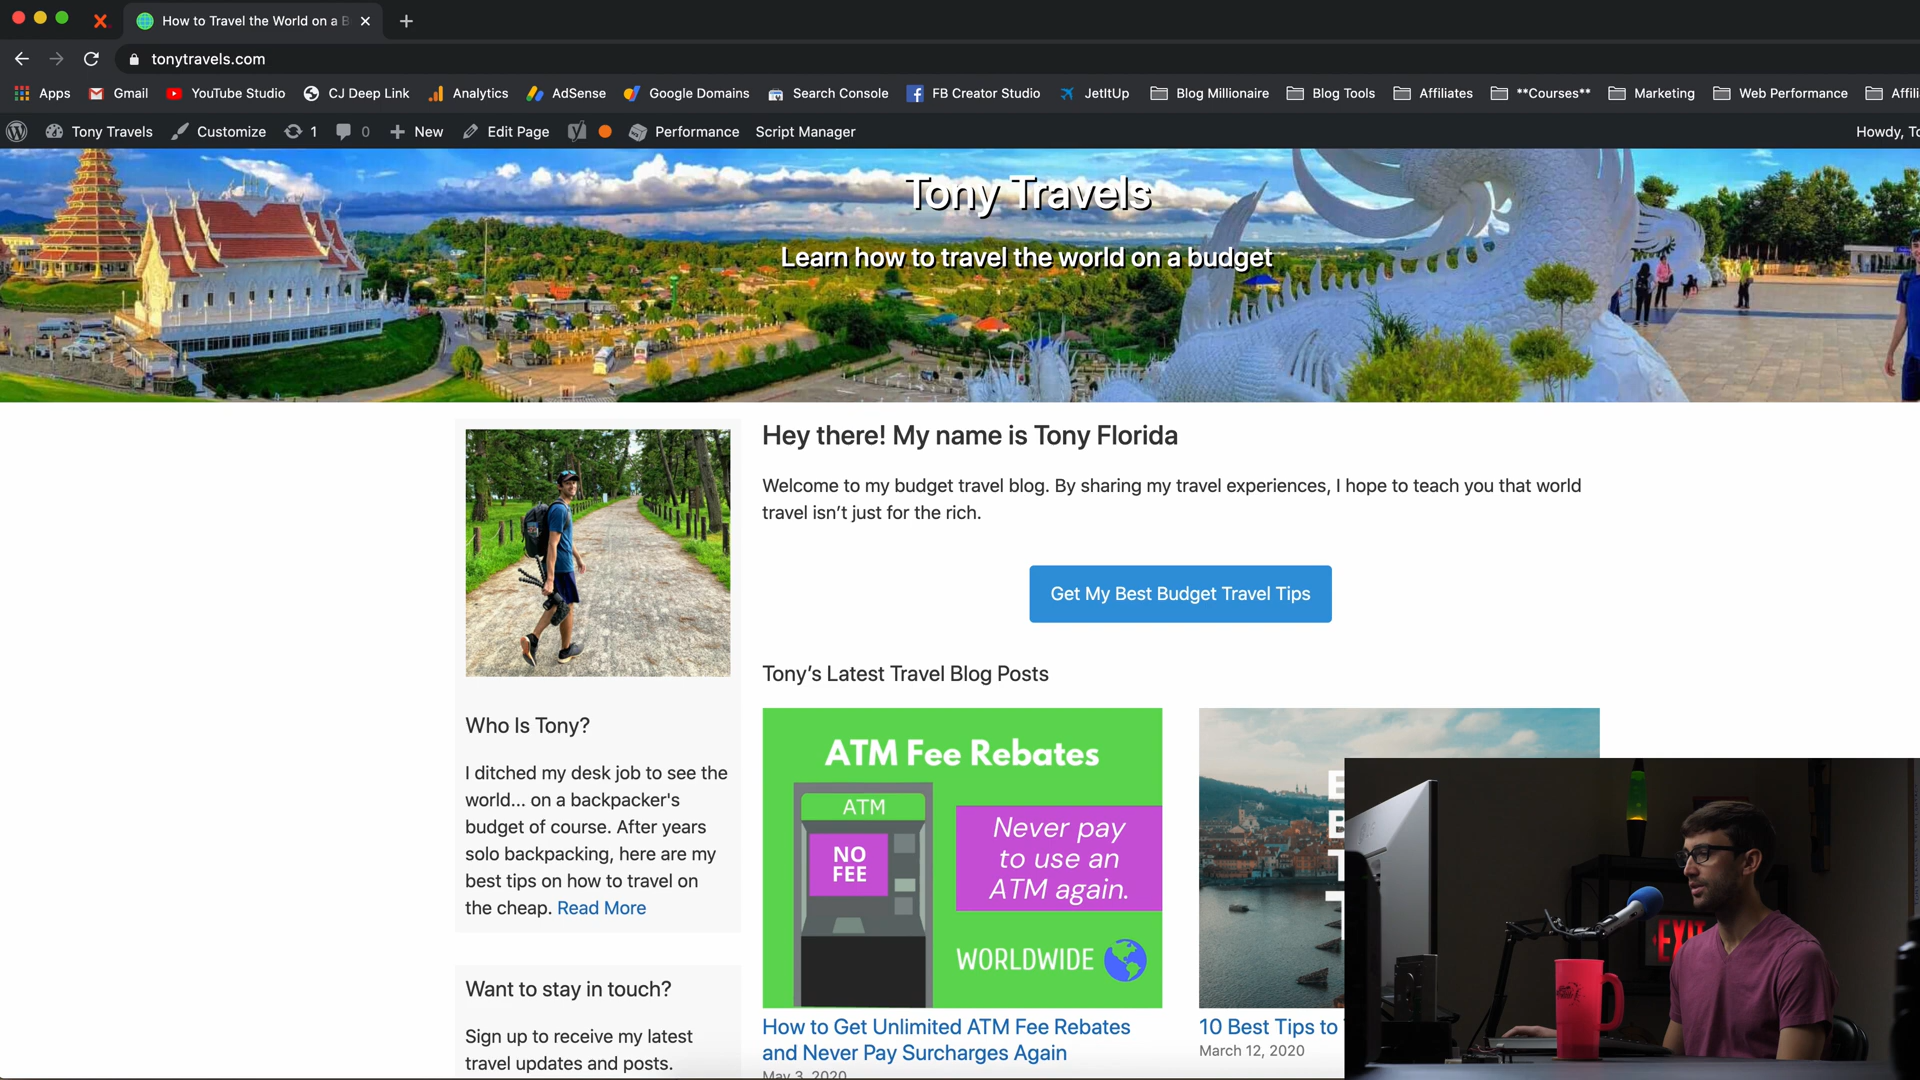 How to Travel the World on a B
tonytravels.com
Apps Gmail YouTube Studio CJ Deep Link Analytics AdSense Google Domains Search Console FB Creator Studio JetItUp Blog Millionaire Blog Tools Affiliates **Courses** Marketing Web Performance Affili
Tony Travels Customize 1 0 New Edit Page Performance Script Manager Howdy, To
Tony Travels
Learn how to travel the world on a budget
Hey there! My name is Tony Florida
Welcome to my budget travel blog. By sharing my travel experiences, I hope to teach you that world
travel isn’t just for the rich.
Get My Best Budget Travel Tips
Tony’s Latest Travel Blog Posts
Who Is Tony?
I ditched my desk job to see the
world... on a backpacker's
budget of course. After years
solo backpacking, here are my
best tips on how to travel on
the cheap. Read More
Want to stay in touch?
Sign up to receive my latest
travel updates and posts.
ATM Fee Rebates
ATM
NO
FEE
Never pay
to use an
ATM again.
WORLDWIDE
How to Get Unlimited ATM Fee Rebates
and Never Pay Surcharges Again
May 3, 2020
B
B
T
T
10 Best Tips to
March 12, 2020
EXIT